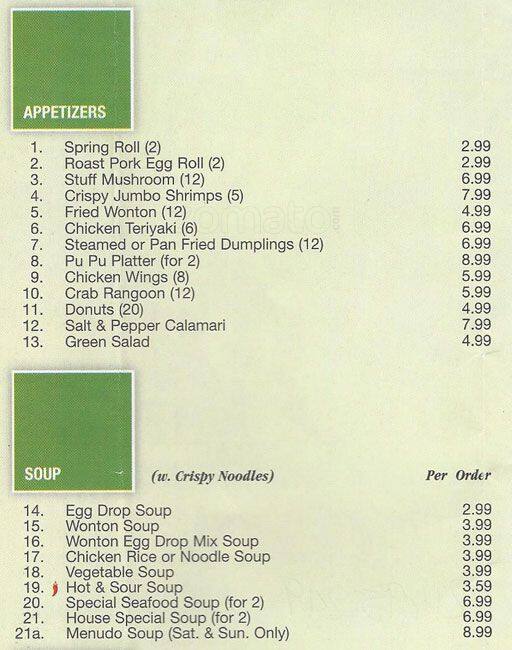 APPETIZERS
1. Spring Roll (2) 2.99
2. Roast Pork Egg Roll (2) 2.99
3. Stuff Mushroom (12) 6.99
4. Crispy Jumbo Shrimps (5) 7.99
5. Fried Wonton (12) 4.99
6. Chicken Teriyaki (6) 6.99
7. Steamed or Pan Fried Dumplings (12) 6.99
8. Pu Pu Platter (for 2) 8.99
9. Chicken Wings (8) 5.99
10. Crab Rangoon (12) 5.99
11. Donuts (20) 4.99
12. Salt & Pepper Calamari 7.99
13. Green Salad 4.99
SOUP (w. Crispy Noodles) Per Order
14. Egg Drop Soup 2.99
15. Wonton Soup 3.99
16. Wonton Egg Drop Mix Soup 3.99
17. Chicken Rice or Noodle Soup 3.99
18. Vegetable Soup 3.99
19. Hot & Sour Soup 3.59
20. Special Seafood Soup (for 2) 6.99
21. House Special Soup (for 2) 6.99
21a. Menudo Soup (Sat. & Sun. Only) 8.99